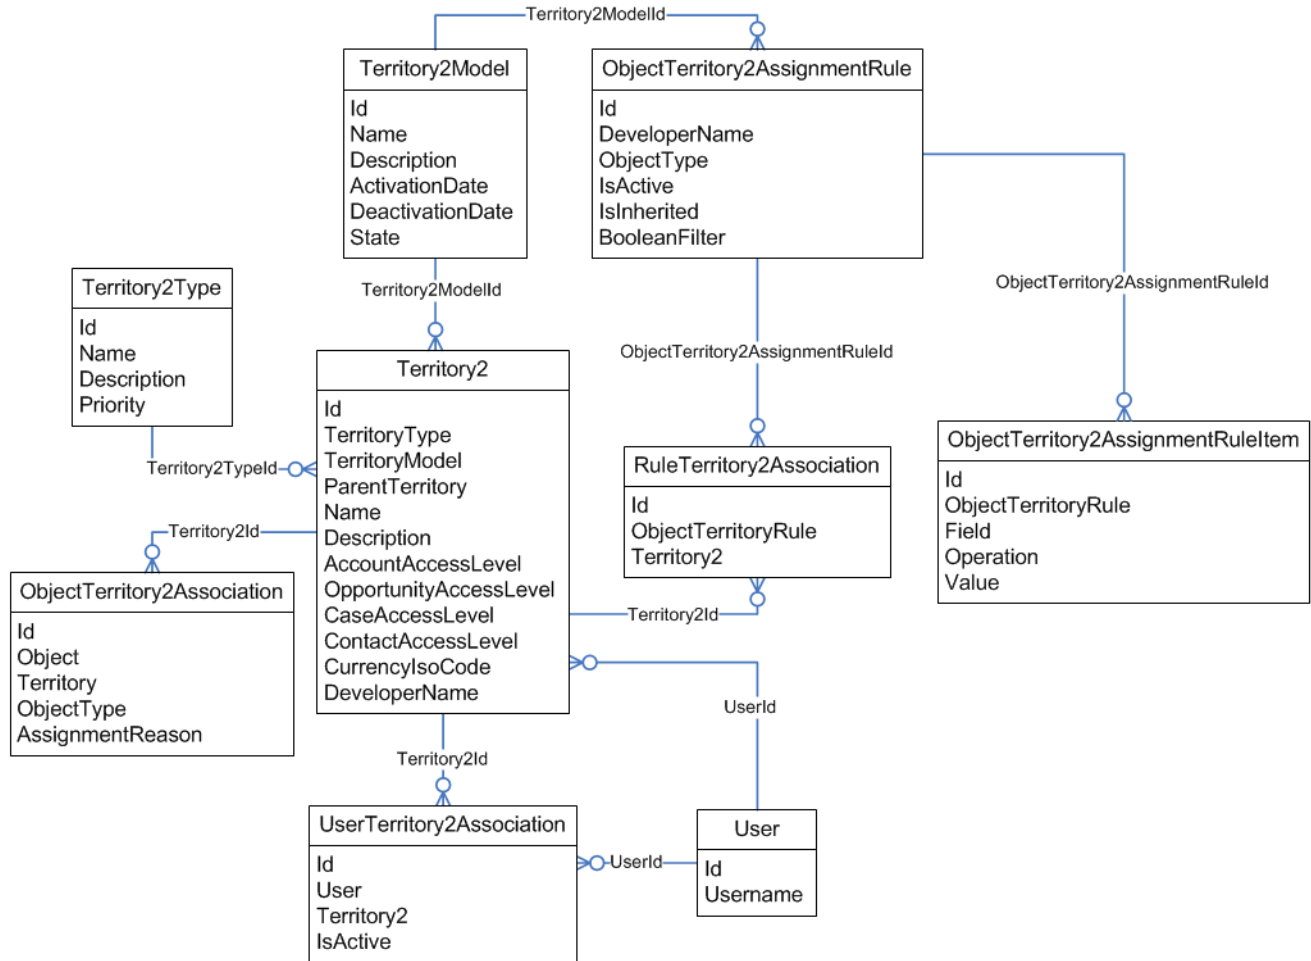 Territory2ModelId
Territory2Model
Id
Name
Description
ActivationDate
DeactivationDate
State
ObjectTerritory2AssignmentRule
Id
DeveloperName
ObjectType
IsActive
IsInherited
BooleanFilter
Territory2ModelId
ObjectTerritory2AssignmentRuleId
ObjectTerritory2AssignmentRuleId
Territory2Type
Id
Name
Description
Priority
Territory2TypeId
Territory2
Id
TerritoryType
TerritoryModel
ParentTerritory
Name
Description
AccountAccessLevel
OpportunityAccessLevel
CaseAccessLevel
ContactAccessLevel
CurrencyIsoCode
DeveloperName
RuleTerritory2Association
Id
ObjectTerritoryRule
Territory2
ObjectTerritory2AssignmentRuleItem
Id
ObjectTerritoryRule
Field
Operation
Value
Territory2Id
ObjectTerritory2Association
Id
Object
Territory
ObjectType
AssignmentReason
Territory2Id
UserId
Territory2Id
UserTerritory2Association
Id
User
Territory2
IsActive
UserId
User
Id
Username